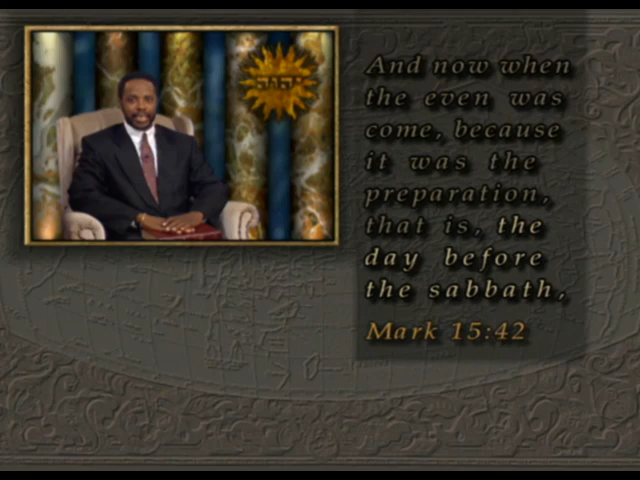 יהוה
And now when
the even was
come, because
it was the
preparation,
that is, the
day before
the sabbath,
Mark 15:42